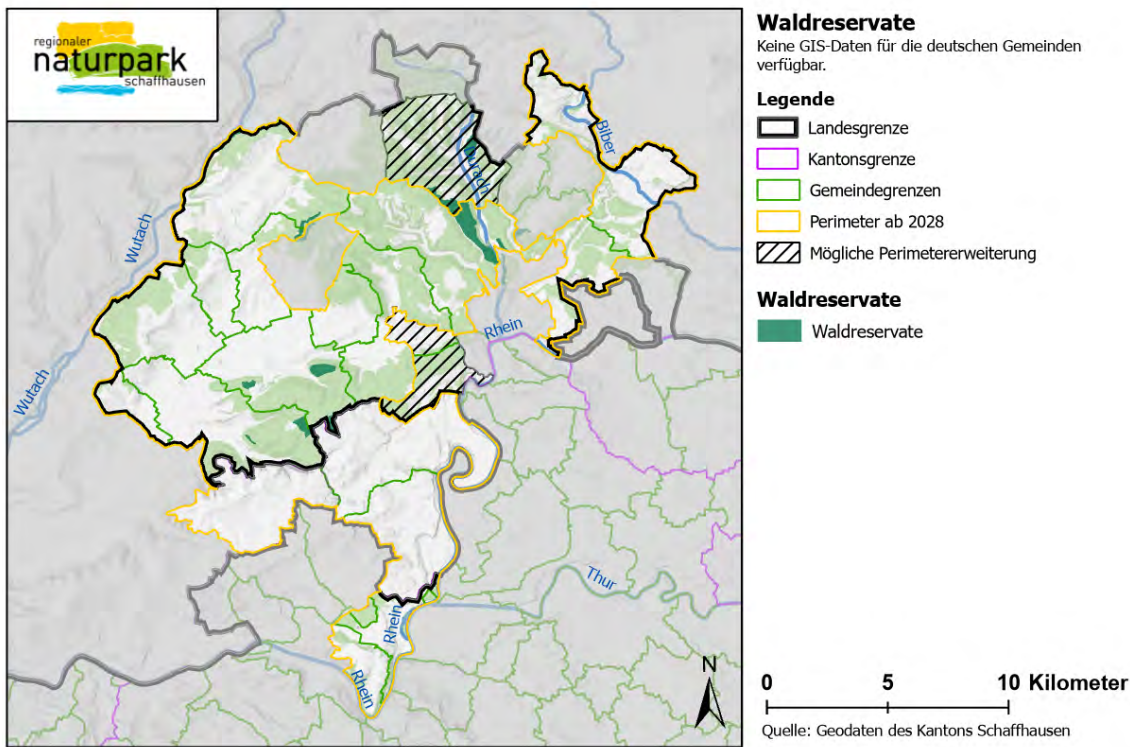 regionaler
naturpark
schaffhausen
Wutach
Wutach
Durach
Biber
Rhein
Thur
Rhein
Rhein
N
Waldreservate
Keine GIS-Daten für die deutschen Gemeinden
verfügbar.
Legende
Landesgrenze
Kantonsgrenze
Gemeindegrenzen
Perimeter ab 2028
Mögliche Perimetererweiterung
Waldreservate
Waldreservate
0 5 10 Kilometer
Quelle: Geodaten des Kantons Schaffhausen